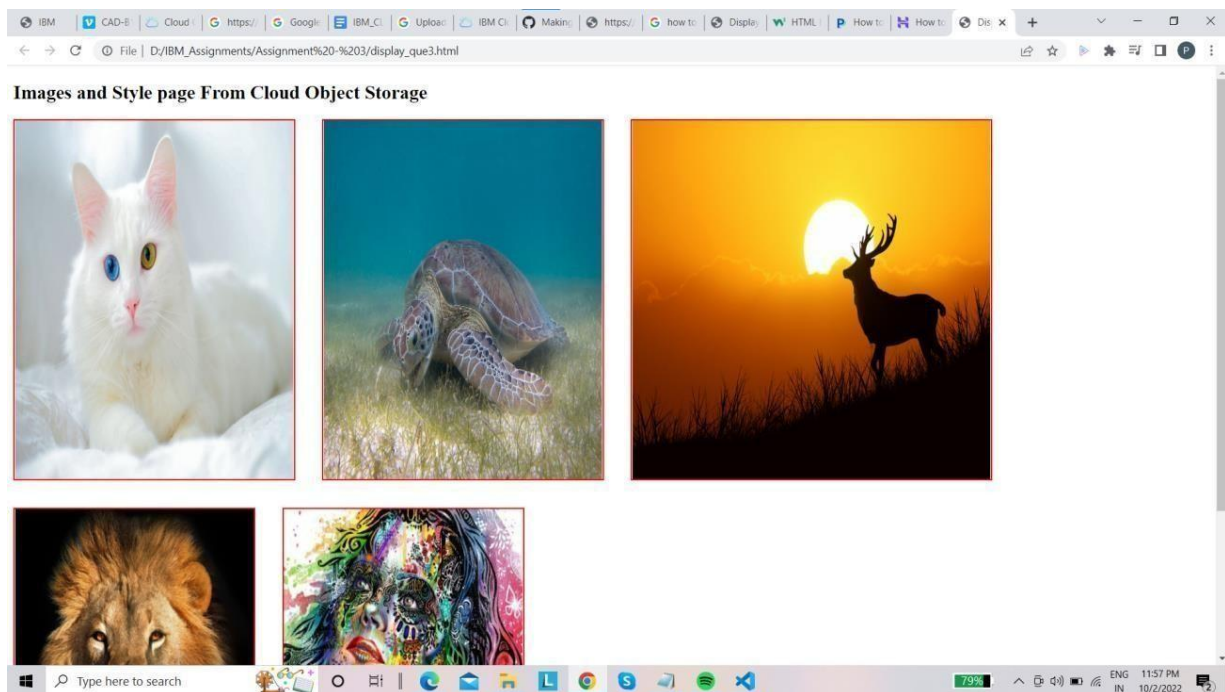 IBM
CAD-B
Cloud
https:/
Google
IBM_CL
Upload
IBM Cl
Making
https:/
how to
Display
HTML
How to
How to
Dis
File | D:/IBM_Assignments/Assignment%20-%203/display_que3.html
P
Images and Style page From Cloud Object Storage
Type here to search
79%
ENG
IN
11:57 PM
10/2/2022
2